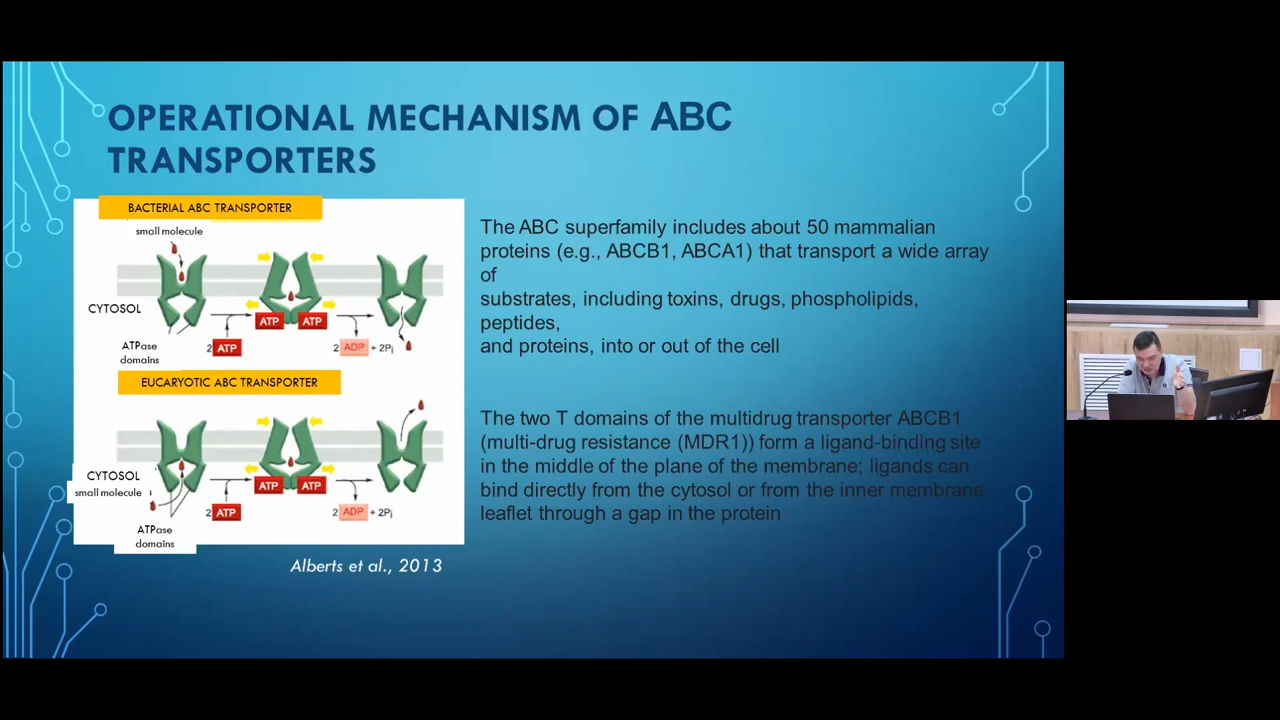 OPERATIONAL MECHANISM OF ABC
TRANSPORTERS
BACTERIAL ABC TRANSPORTER
small molecule
CYTOSOL
ATPase
domains
2 ATP
ATP ATP
2 ADP + 2Pi
EUCARYOTIC ABC TRANSPORTER
CYTOSOL
small molecule
ATPase
domains
2 ATP
ATP ATP
2 ADP + 2Pi
Alberts et al., 2013
The ABC superfamily includes about 50 mammalian
proteins (e.g., ABCB1, ABCA1) that transport a wide array
of
substrates, including toxins, drugs, phospholipids,
peptides,
and proteins, into or out of the cell
The two T domains of the multidrug transporter ABCB1
(multi-drug resistance (MDR1)) form a ligand-binding site
in the middle of the plane of the membrane; ligands can
bind directly from the cytosol or from the inner membrane
leaflet through a gap in the protein